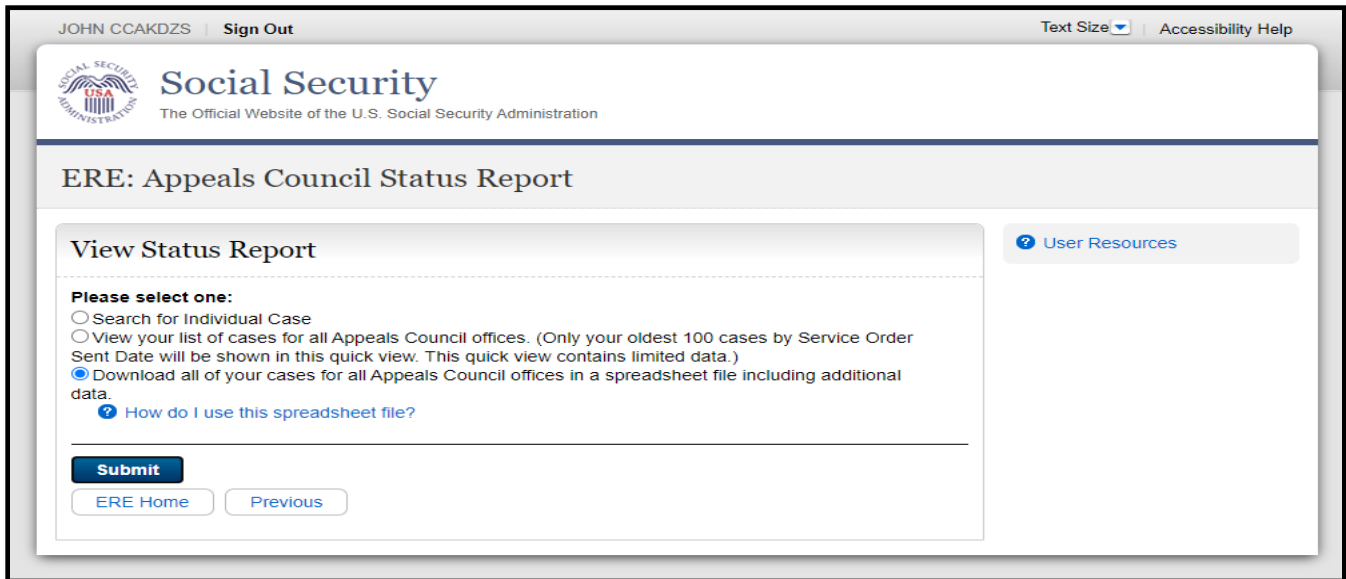 JOHN CCAKDZS | Sign Out
Text Size | Accessibility Help
SOCIAL SECURITY ADMINISTRATION
USA
Social Security
The Official Website of the U.S. Social Security Administration
ERE: Appeals Council Status Report
View Status Report
Please select one:
Search for Individual Case
View your list of cases for all Appeals Council offices. (Only your oldest 100 cases by Service Order
Sent Date will be shown in this quick view. This quick view contains limited data.)
Download all of your cases for all Appeals Council offices in a spreadsheet file including additional
data.
? How do I use this spreadsheet file?
Submit
ERE Home
Previous
? User Resources